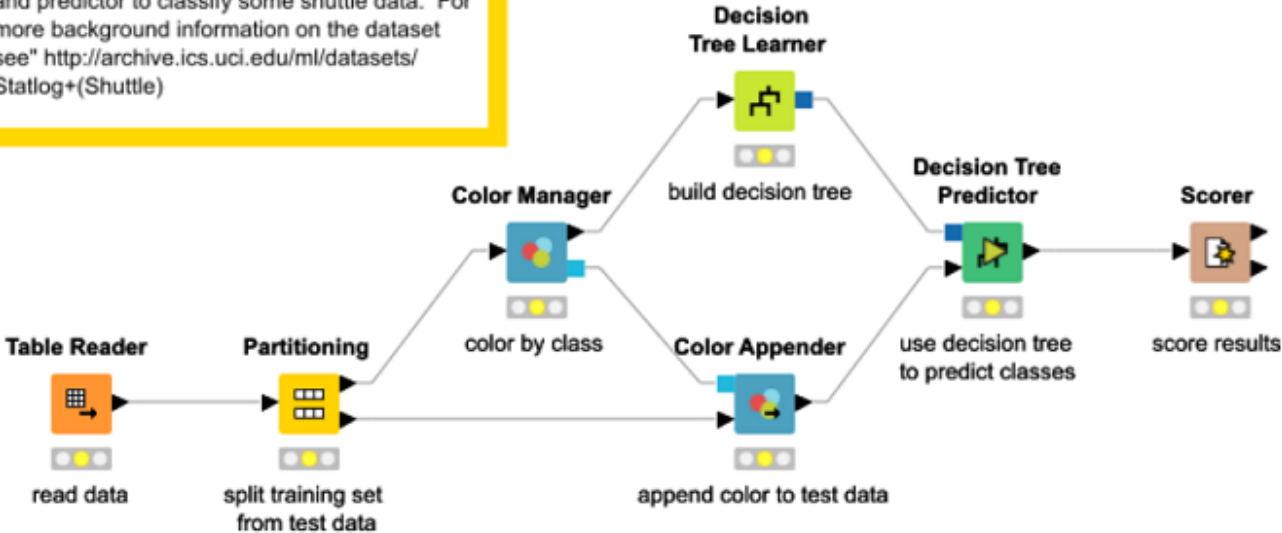 and predictor to classify some shuttle data. For
more background information on the dataset
see" http://archive.ics.uci.edu/ml/datasets/
Statlog+(Shuttle)
Decision
Tree Learner
build decision tree
Color Manager
color by class
Decision Tree
Predictor
use decision tree
to predict classes
Scorer
score results
Table Reader
read data
Partitioning
split training set
from test data
Color Appender
append color to test data